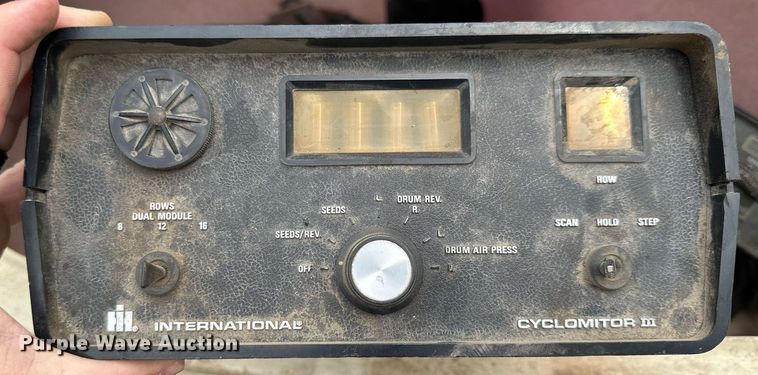 ROWS
DUAL MODULE
8 12 16
DRUM REV.
L R
SEEDS
SEEDS/REV.
L
DRUM AIR PRESS
OFF
ROW
SCAN HOLD STEP
IH INTERNATIONAL®
CYCLOMITOR III
Purple Wave Auction